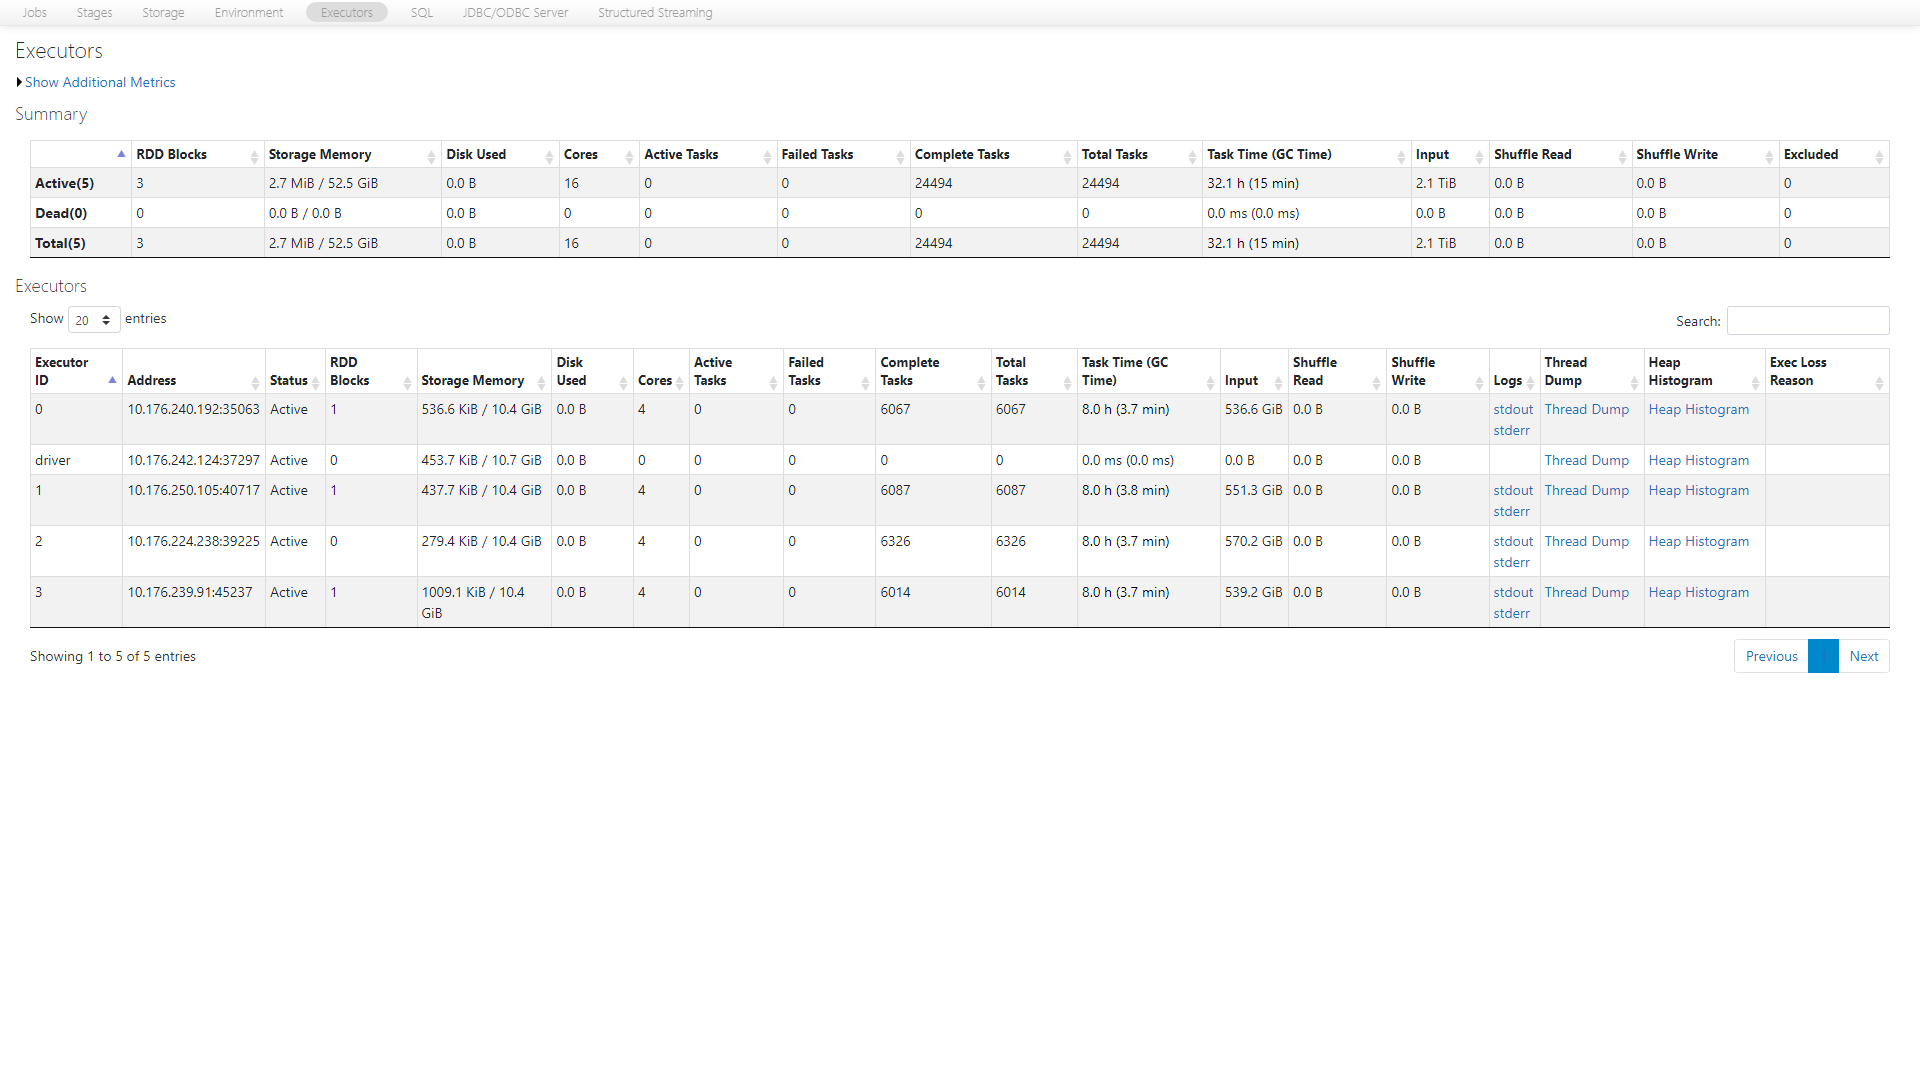 Jobs Stages Storage Environment Executors SQL JDBC/ODBC Server Structured Streaming
Executors
Show Additional Metrics
Summary
RDD Blocks Storage Memory Disk Used Cores Active Tasks Failed Tasks Complete Tasks Total Tasks Task Time (GC Time) Input Shuffle Read Shuffle Write Excluded
Active(5) 3 2.7 MiB / 52.5 GiB 0.0 B 16 0 0 24494 24494 32.1 h (15 min) 2.1 TiB 0.0 B 0.0 B 0
Dead(0) 0 0.0 B / 0.0 B 0.0 B 0 0 0 0 0 0.0 ms (0.0 ms) 0.0 B 0.0 B 0.0 B 0
Total(5) 3 2.7 MiB / 52.5 GiB 0.0 B 16 0 0 24494 24494 32.1 h (15 min) 2.1 TiB 0.0 B 0.0 B 0
Executors
Show 20 entries Search:
Executor RDD Disk Active Failed Complete Total Task Time (GC Shuffle Shuffle Thread Heap Exec Loss
ID Address Status Blocks Storage Memory Used Cores Tasks Tasks Tasks Tasks Time) Input Read Write Logs Dump Histogram Reason
0 10.176.240.192:35063 Active 1 536.6 KiB / 10.4 GiB 0.0 B 4 0 0 6067 6067 8.0 h (3.7 min) 536.6 GiB 0.0 B 0.0 B stdout Thread Dump Heap Histogram
stderr
driver 10.176.242.124:37297 Active 0 453.7 KiB / 10.7 GiB 0.0 B 0 0 0 0 0 0.0 ms (0.0 ms) 0.0 B 0.0 B 0.0 B Thread Dump Heap Histogram
1 10.176.250.105:40717 Active 1 437.7 KiB / 10.4 GiB 0.0 B 4 0 0 6087 6087 8.0 h (3.8 min) 551.3 GiB 0.0 B 0.0 B stdout Thread Dump Heap Histogram
stderr
2 10.176.224.238:39225 Active 0 279.4 KiB / 10.4 GiB 0.0 B 4 0 0 6326 6326 8.0 h (3.7 min) 570.2 GiB 0.0 B 0.0 B stdout Thread Dump Heap Histogram
stderr
3 10.176.239.91:45237 Active 1 1009.1 KiB / 10.4 0.0 B 4 0 0 6014 6014 8.0 h (3.7 min) 539.2 GiB 0.0 B 0.0 B stdout Thread Dump Heap Histogram
GiB stderr
Showing 1 to 5 of 5 entries Previous Next